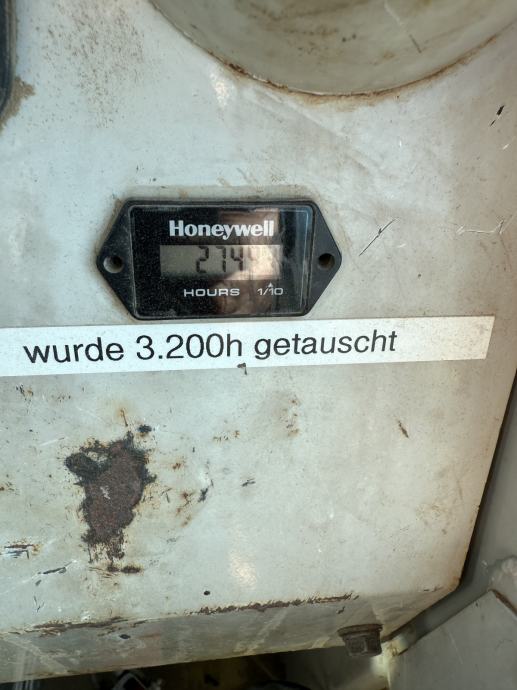 Honeywell
HOURS 1/10
wurde 3.200h getauscht